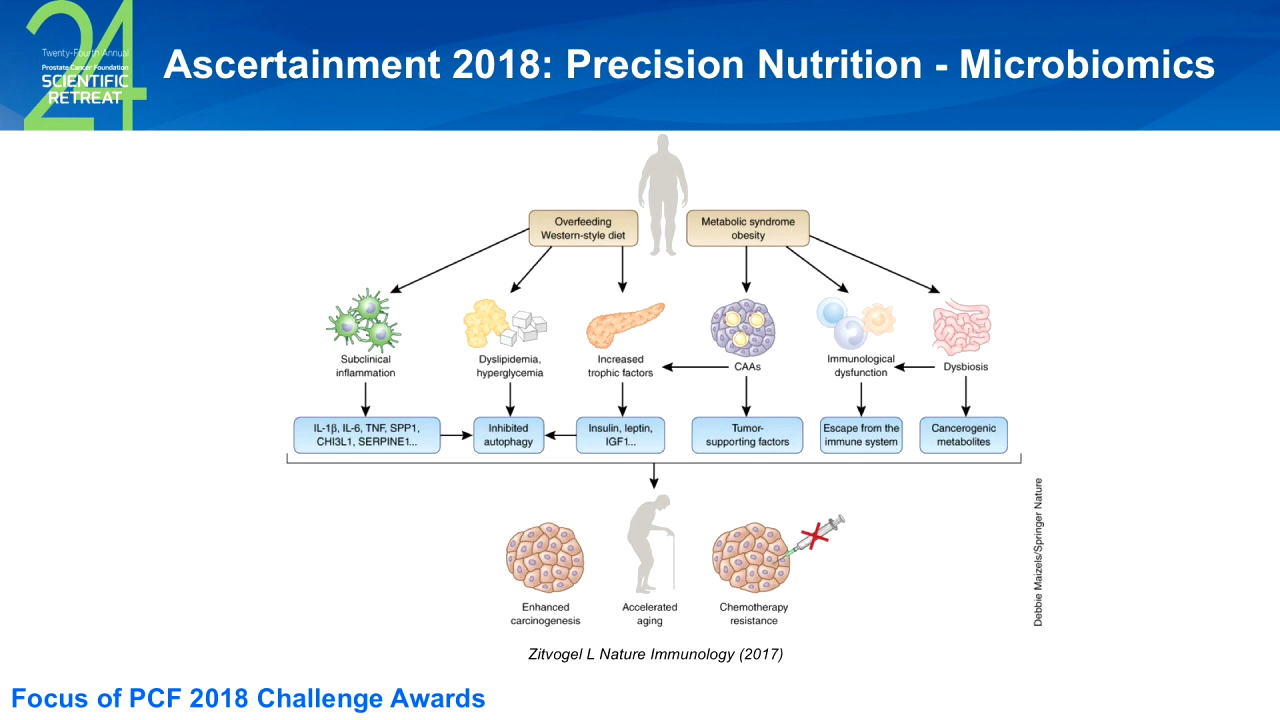 24
Twenty-Fourth Annual
Prostate Cancer Foundation
SCIENTIFIC
RETREAT
Ascertainment 2018: Precision Nutrition - Microbiomics
Overfeeding
Western-style diet
Metabolic syndrome
obesity
Subclinical
inflammation
Dyslipidemia,
hyperglycemia
Increased
trophic factors
CAAs
Immunological
dysfunction
Dysbiosis
IL-1β, IL-6, TNF, SPP1,
CHI3L1, SERPINE1...
Inhibited
autophagy
Insulin, leptin,
IGF1...
Tumor-
supporting factors
Escape from the
immune system
Cancerogenic
metabolites
Enhanced
carcinogenesis
Accelerated
aging
Chemotherapy
resistance
Debbie Maizels/Springer Nature
Zitvogel L Nature Immunology (2017)
Focus of PCF 2018 Challenge Awards